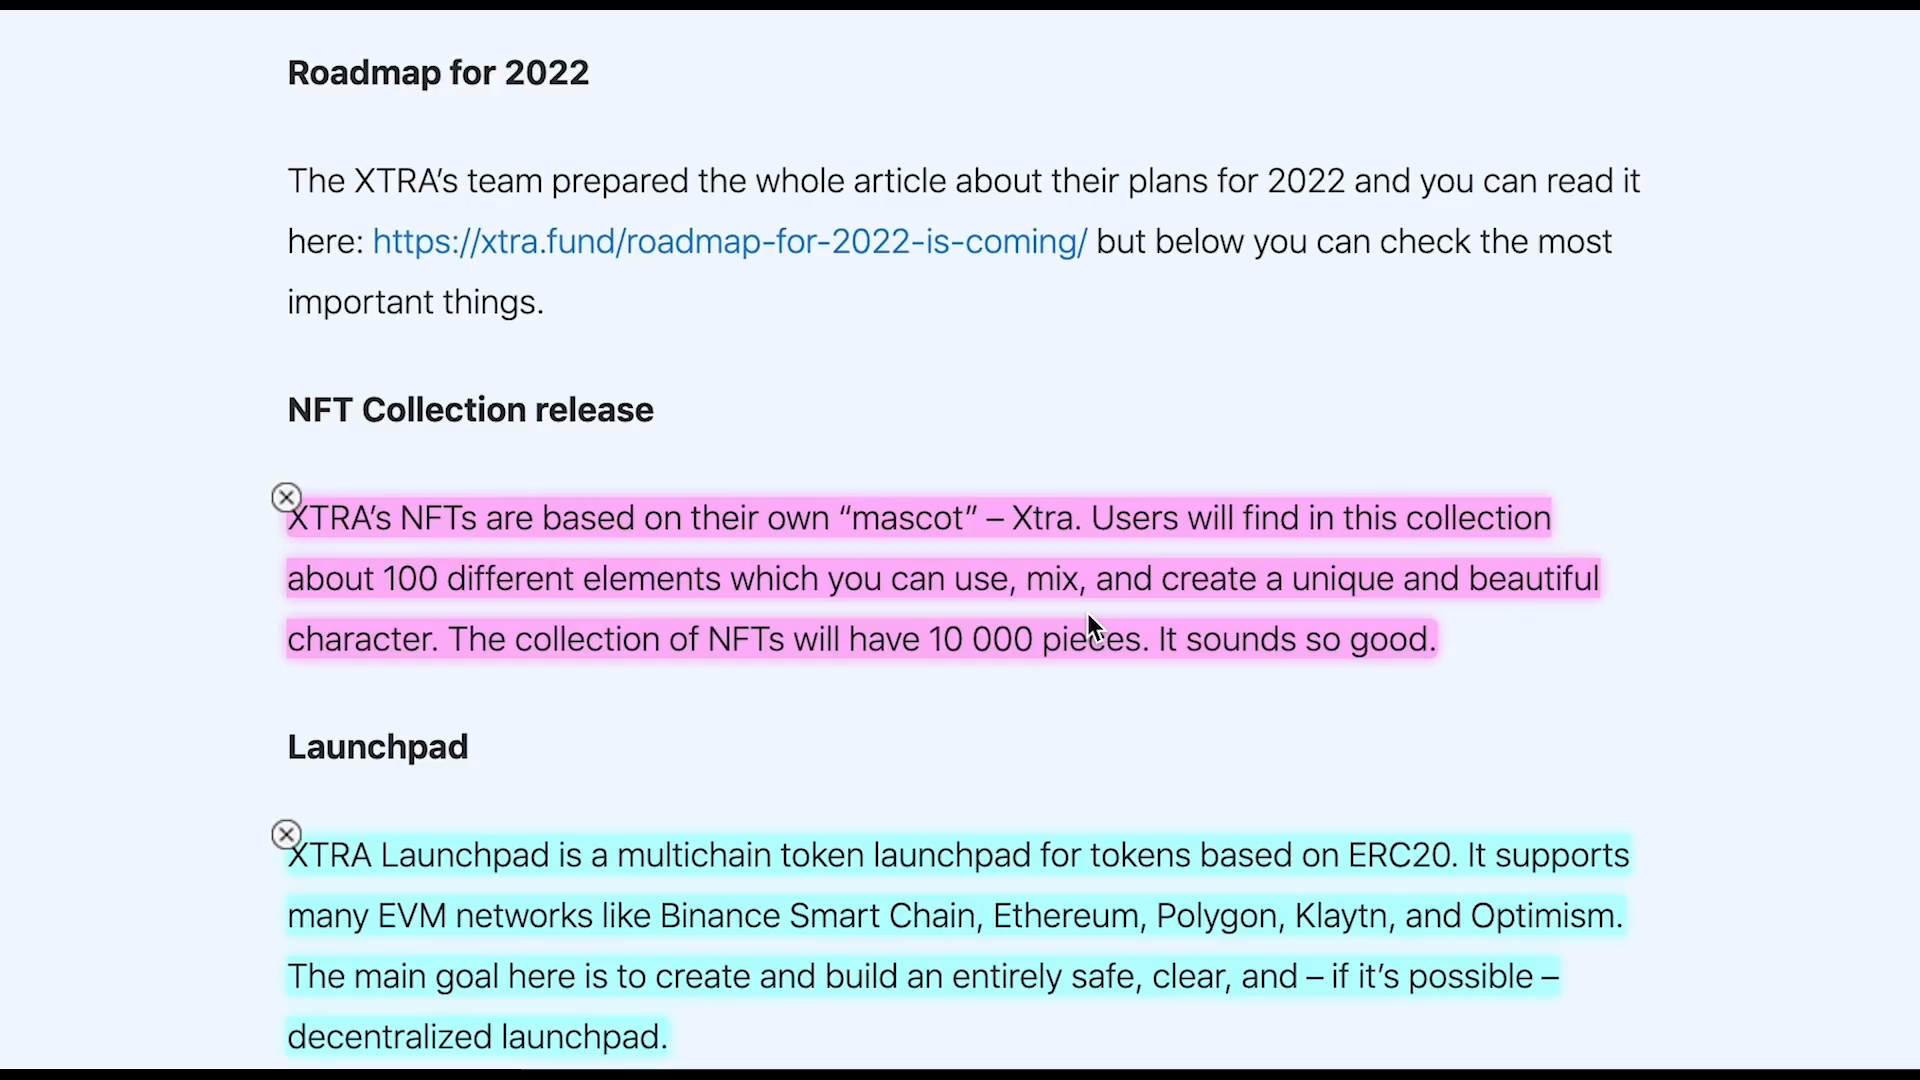 Roadmap for 2022
The XTRA’s team prepared the whole article about their plans for 2022 and you can read it
here: https://xtra.fund/roadmap-for-2022-is-coming/ but below you can check the most
important things.
NFT Collection release
XTRA’s NFTs are based on their own “mascot” – Xtra. Users will find in this collection
about 100 different elements which you can use, mix, and create a unique and beautiful
character. The collection of NFTs will have 10 000 pieces. It sounds so good.
Launchpad
XTRA Launchpad is a multichain token launchpad for tokens based on ERC20. It supports
many EVM networks like Binance Smart Chain, Ethereum, Polygon, Klaytn, and Optimism.
The main goal here is to create and build an entirely safe, clear, and – if it’s possible –
decentralized launchpad.